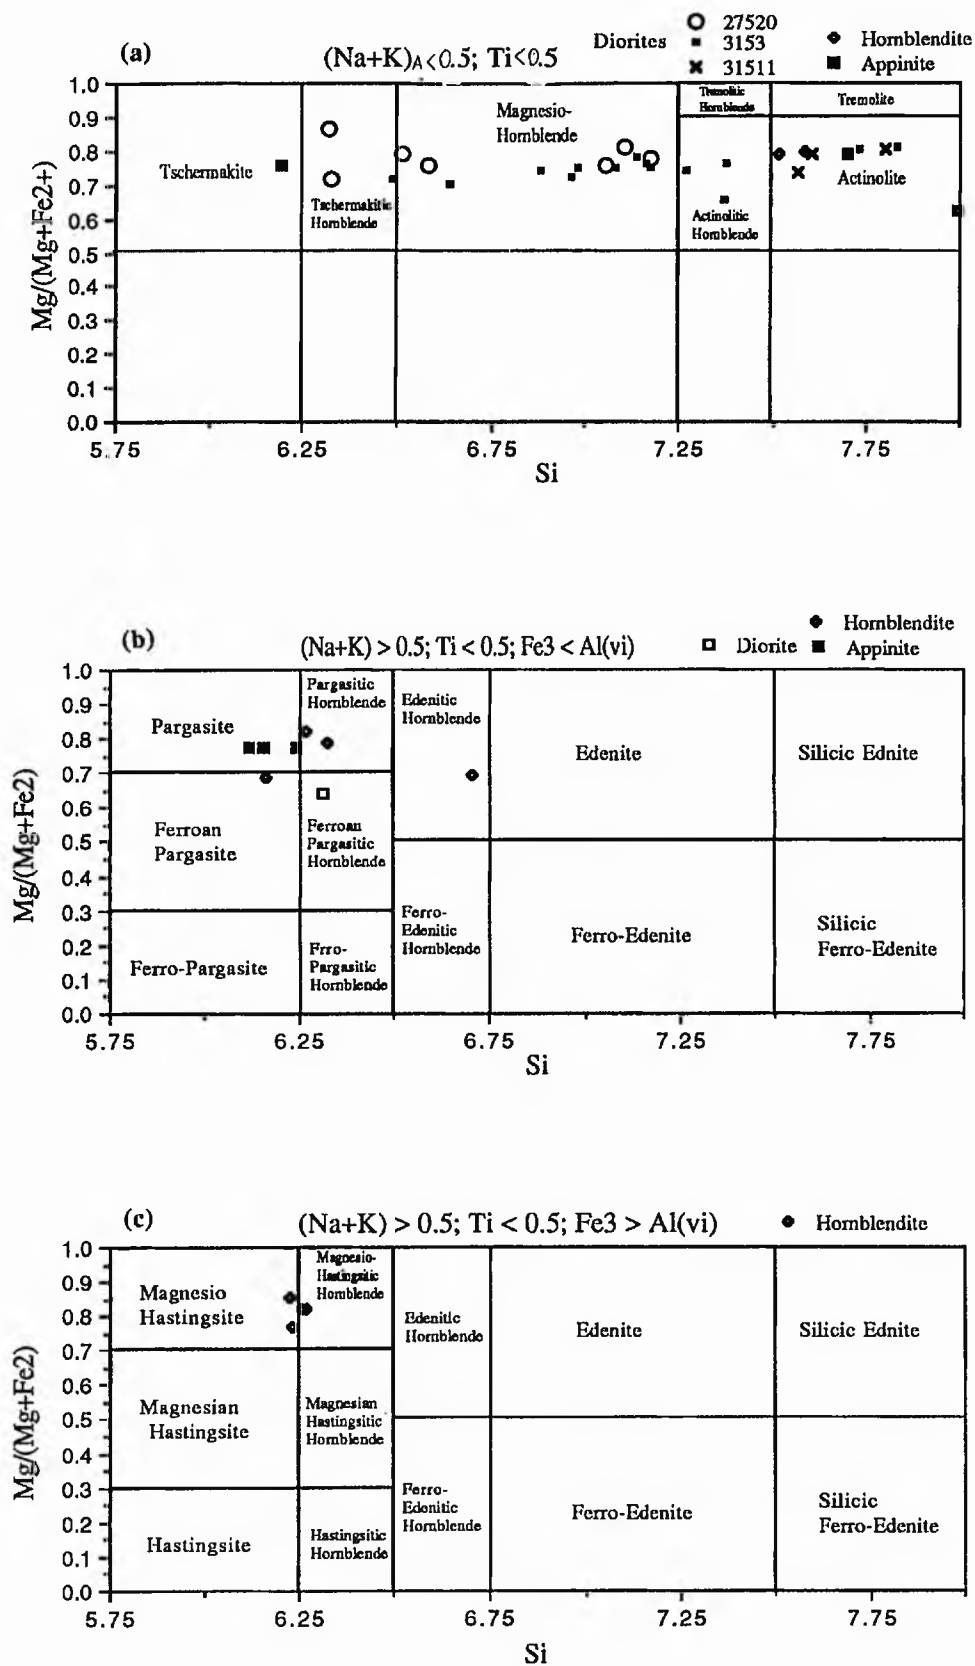 (a)
(Na+K)A<0.5; Ti<0.5
Diorites
27520
3153
31511
Hornblendite
Appinite
Mg/(Mg+Fe2+)
1.0
0.9
0.8
0.7
0.6
0.5
0.4
0.3
0.2
0.1
0.0
Tschermakite
Tschermakitic
Hornblende
Magnesio-
Hornblende
Tremolitic
Hornblende
Actinolitic
Hornblende
Tremolite
Actinolite
5.75
6.25
6.75
7.25
7.75
Si
(b)
(Na+K) > 0.5; Ti < 0.5; Fe3 < Al(vi)
Hornblendite
Diorite
Appinite
Mg/(Mg+Fe2)
1.0
0.9
0.8
0.7
0.6
0.5
0.4
0.3
0.2
0.1
0.0
Pargasite
Pargasitic
Hornblende
Edenitic
Hornblende
Edenite
Silicic Ednite
Ferroan
Pargasite
Ferroan
Pargasitic
Hornblende
Ferro-Pargasite
Frro-
Pargasitic
Hornblende
Ferro-
Edenitic
Hornblende
Ferro-Edenite
Silicic
Ferro-Edenite
5.75
6.25
6.75
7.25
7.75
Si
(c)
(Na+K) > 0.5; Ti < 0.5; Fe3 > Al(vi)
Hornblendite
Mg/(Mg+Fe2)
1.0
0.9
0.8
0.7
0.6
0.5
0.4
0.3
0.2
0.1
0.0
Magnesio
Hastingsite
Magnesio-
Hastingsitic
Hornblende
Edenitic
Hornblende
Edenite
Silicic Ednite
Magnesian
Hastingsite
Magnesian
Hastingsitic
Hornblende
Hastingsite
Hastingsitic
Hornblende
Ferro-
Edenitic
Hornblende
Ferro-Edenite
Silicic
Ferro-Edenite
5.75
6.25
6.75
7.25
7.75
Si